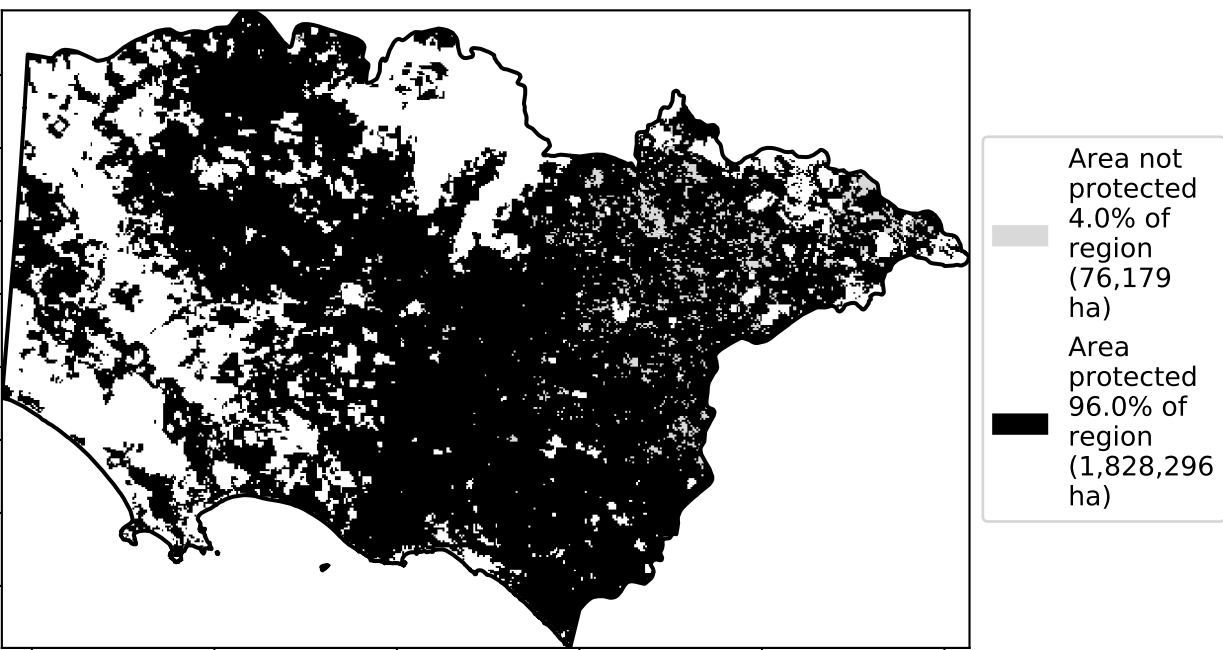 Area not
protected
4.0% of
region
(76,179
ha)
Area
protected
96.0% of
region
(1,828,296
ha)